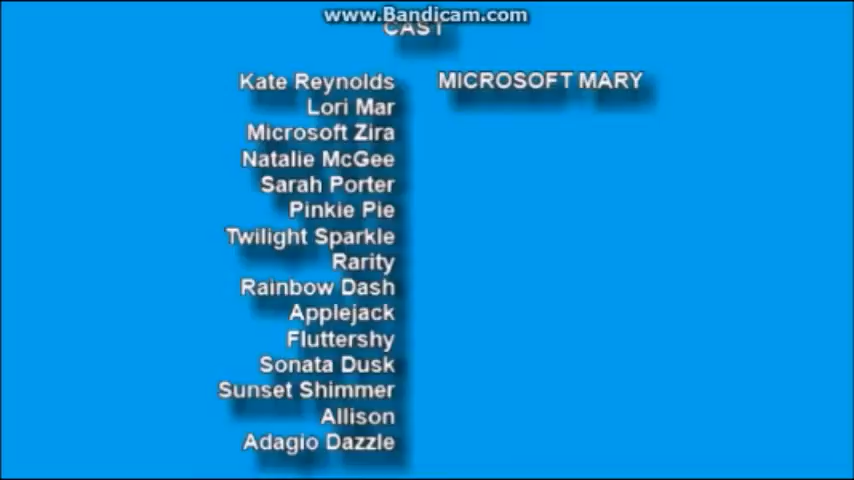 www.Bandicam.com
CAST
Kate Reynolds MICROSOFT MARY
Lori Mar
Microsoft Zira
Natalie McGee
Sarah Porter
Pinkie Pie
Twilight Sparkle
Rarity
Rainbow Dash
Applejack
Fluttershy
Sonata Dusk
Sunset Shimmer
Allison
Adagio Dazzle